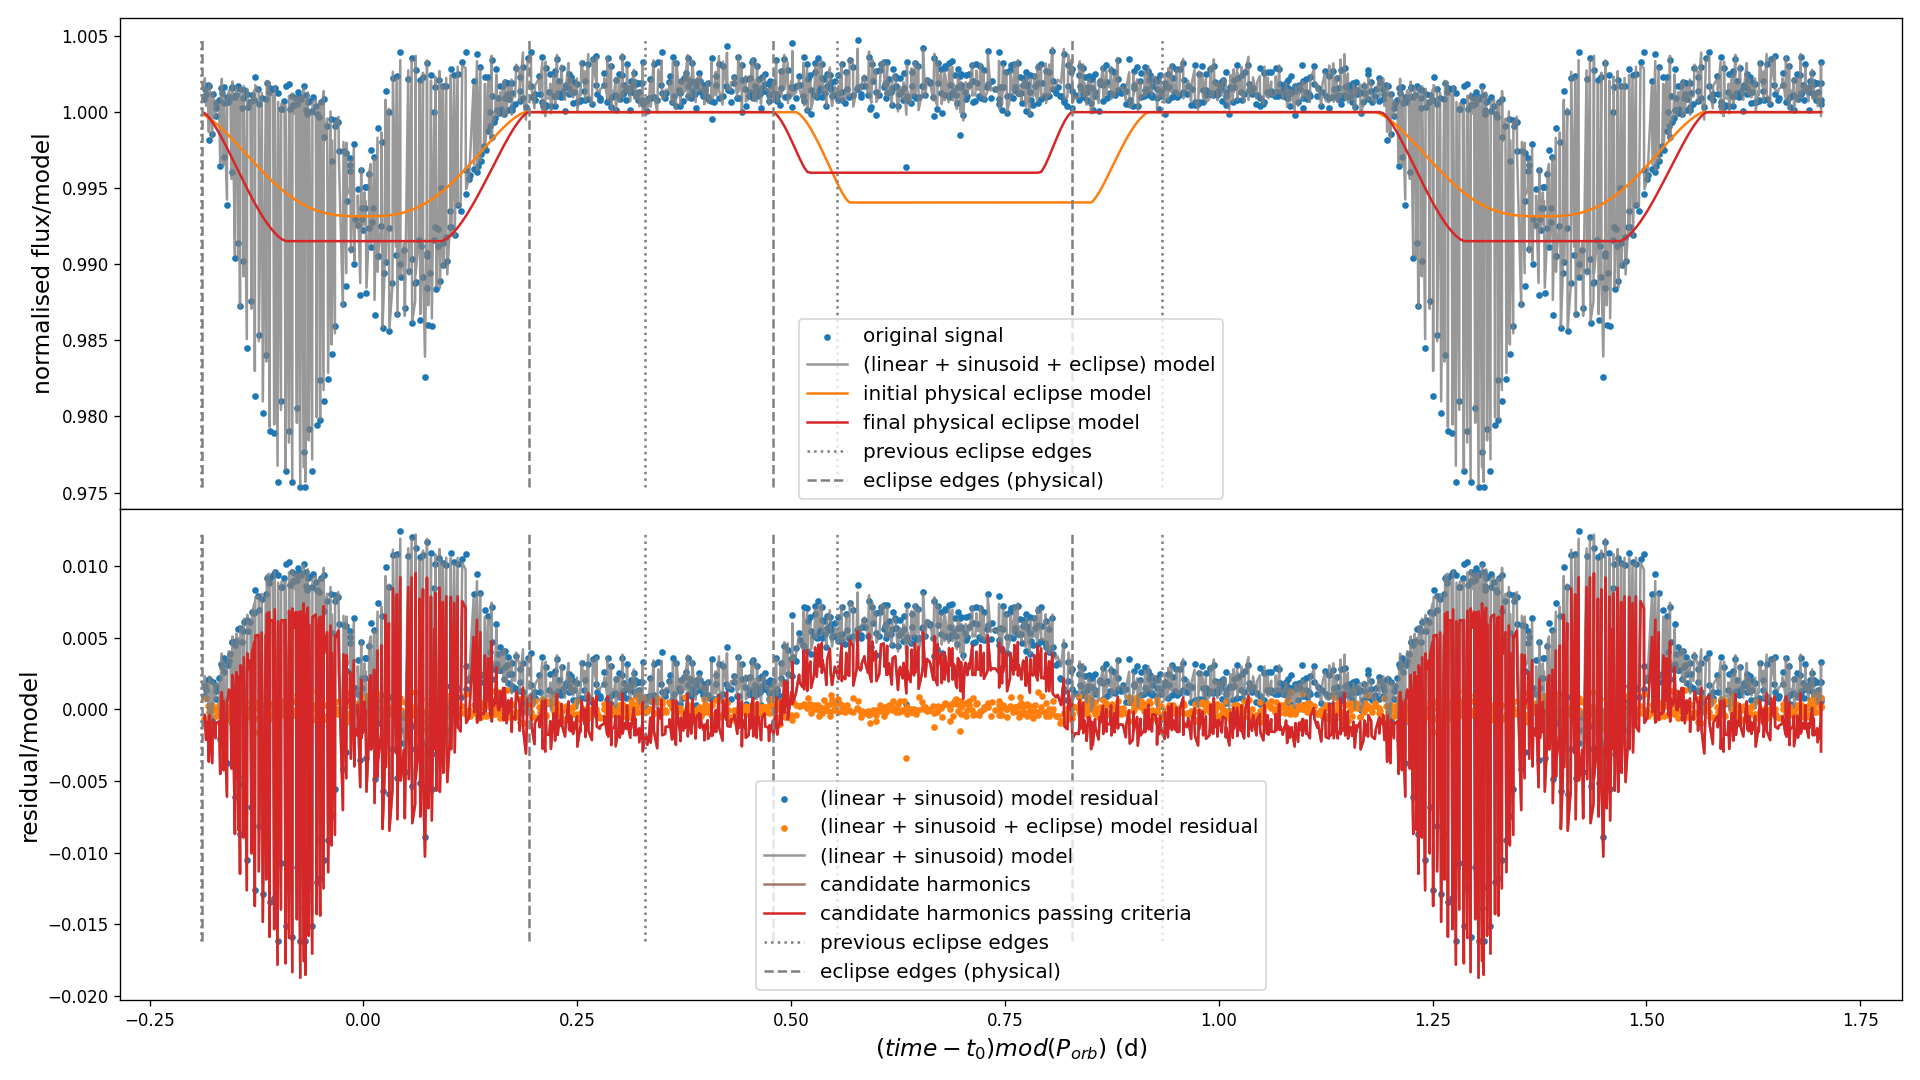 1.005
1.000
0.995
0.990
0.985
0.980
0.975
normalised flux/model
original signal
(linear + sinusoid + eclipse) model
initial physical eclipse model
final physical eclipse model
previous eclipse edges
eclipse edges (physical)
0.010
0.005
0.000
−0.005
−0.010
−0.015
−0.020
residual/model
(linear + sinusoid) model residual
(linear + sinusoid + eclipse) model residual
(linear + sinusoid) model
candidate harmonics
candidate harmonics passing criteria
previous eclipse edges
eclipse edges (physical)
−0.25 0.00 0.25 0.50 0.75 1.00 1.25 1.50 1.75
(time − t₀)mod(Pₒᵣb) (d)